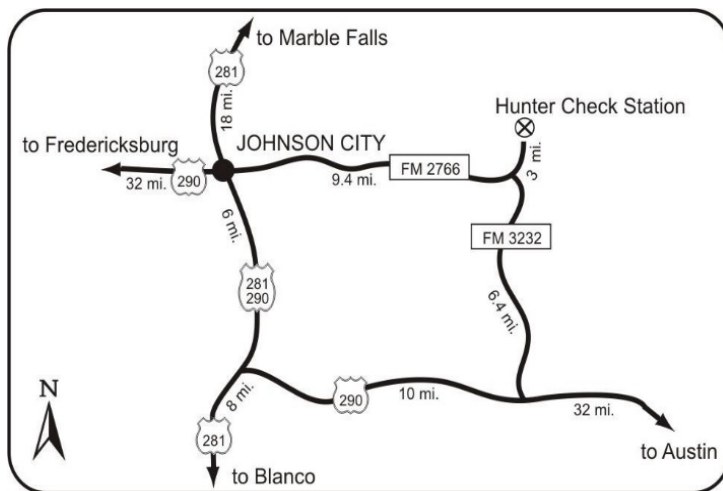 to Marble Falls
281
18 mi.
Hunter Check Station
to Fredericksburg
JOHNSON CITY
32 mi.
290
9.4 mi.
FM 2766
3 mi.
6 mi.
FM 3232
281
290
6.4 mi.
N
8 mi.
290
10 mi.
32 mi.
281
to Austin
to Blanco